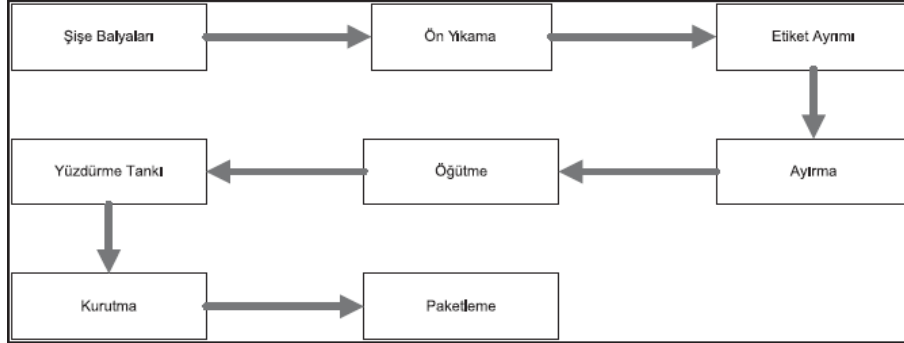 Şişe Balyaları
Ön Yıkama
Etiket Ayrımı
Ayırma
Öğütme
Yüzdürme Tankı
Kurutma
Paketleme